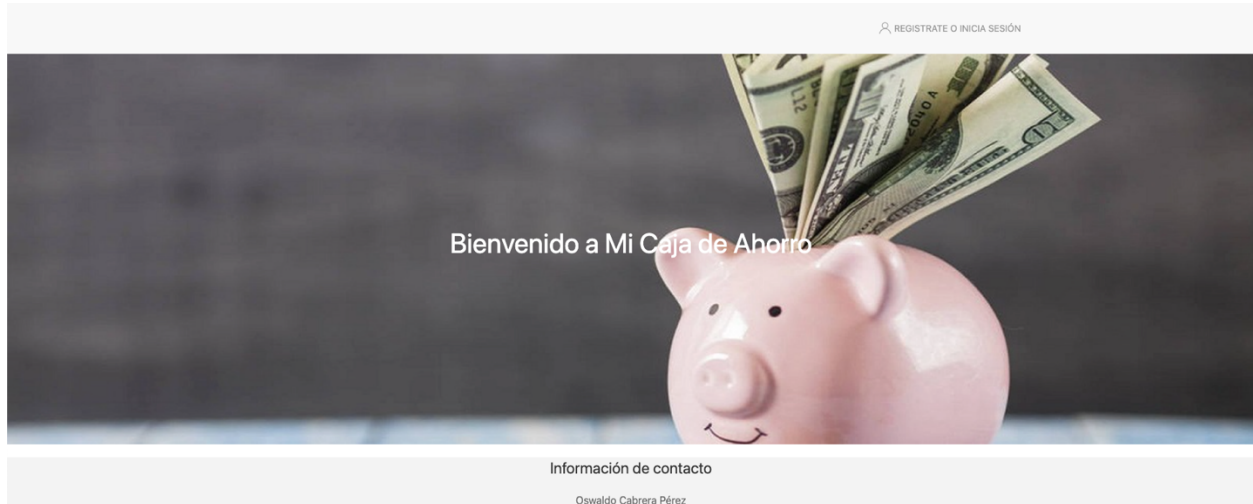 REGISTRATE O INICIA SESIÓN
Bienvenido a Mi Caja de Ahorro
Información de contacto
Oswaldo Cabrera Pérez